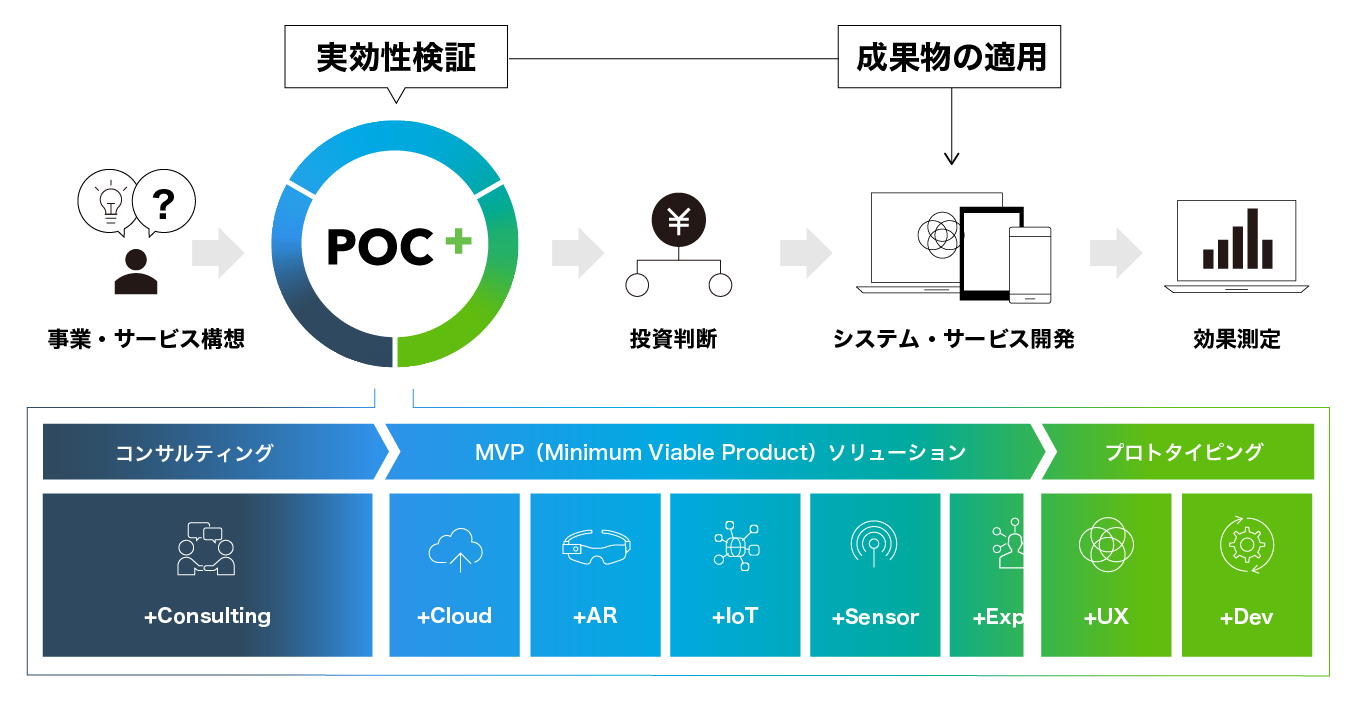 実効性検証
成果物の適用
?
POC +
¥
事業・サービス構想
投資判断
システム・サービス開発
効果測定
コンサルティング
MVP（Minimum Viable Product）ソリューション
プロトタイピング
+Consulting
+Cloud
+AR
+IoT
+Sensor
+Exp
+UX
+Dev